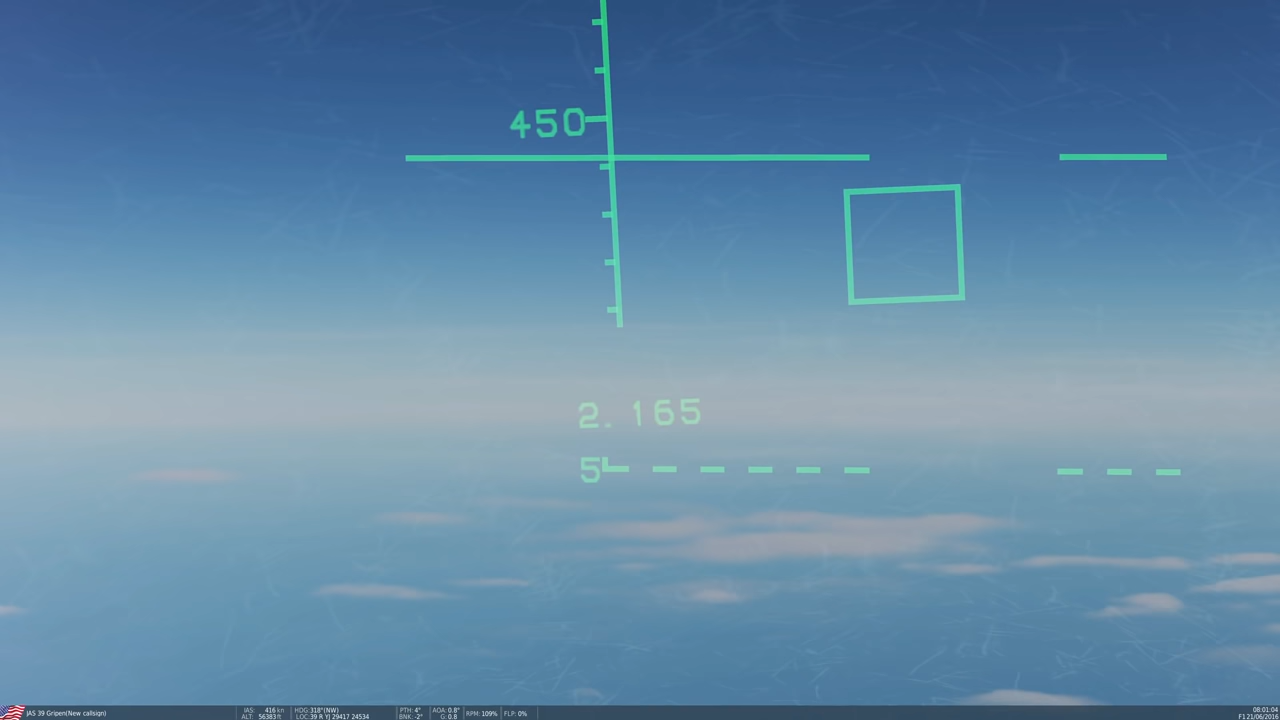 450
2.165
5
JAS 39 Gripen(New callsign)
IAS: 416 kn
ALT: 56383 ft
HDG: 318°(NW)
LOC: 39 R YJ 29417 24534
PTH: 4°
BNK: -2°
AOA: 0.8°
G: 0.8
RPM: 109%
FLP: 0%
08:01:04
F1 21/06/2016